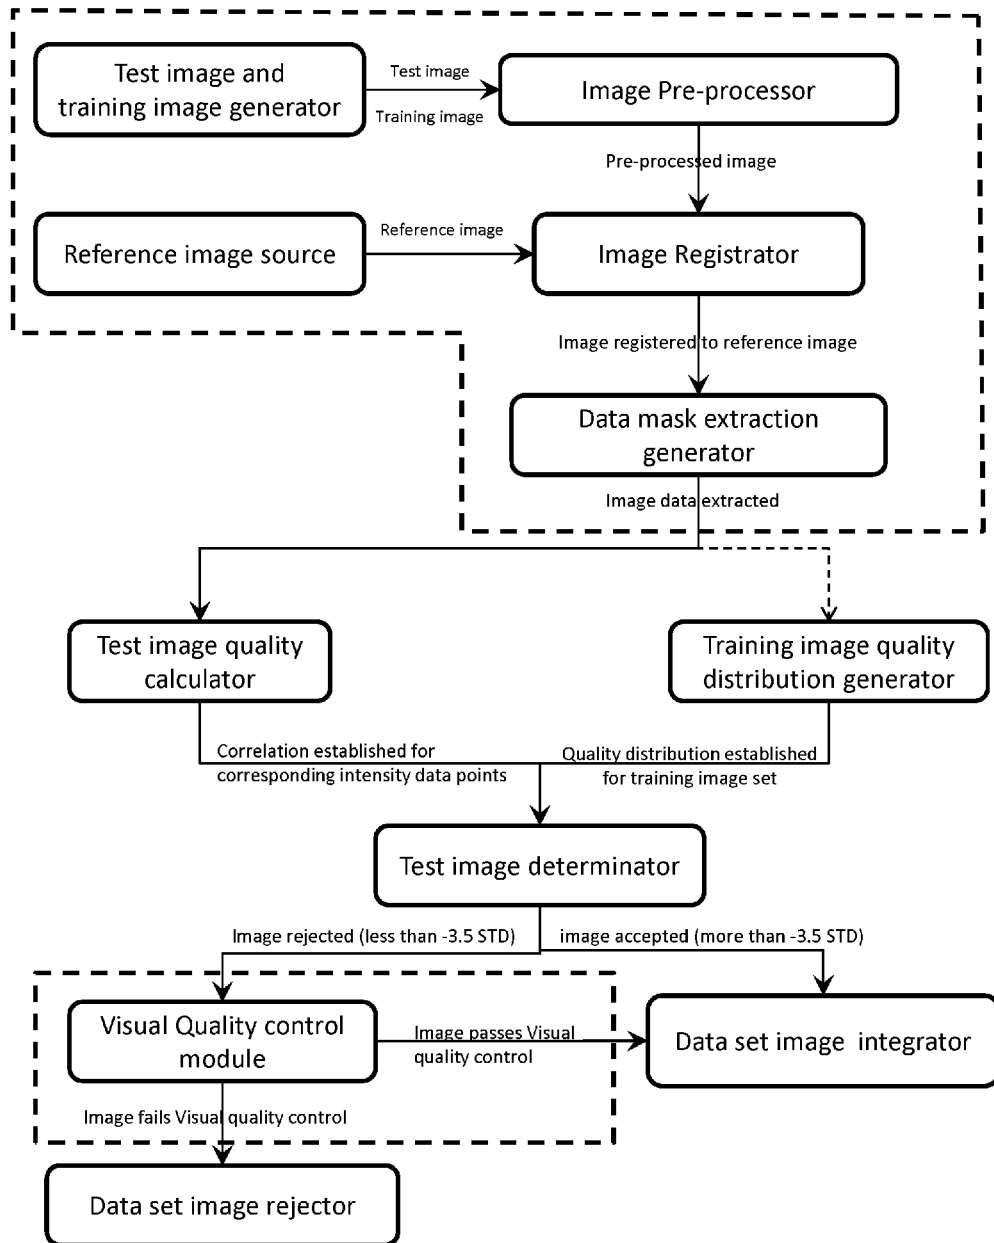 Test image and
training image generator
Test image
Training image
Image Pre-processor
Pre-processed image
Reference image source
Reference image
Image Registrator
Image registered to reference image
Data mask extraction
generator
Image data extracted
Test image quality
calculator
Training image quality
distribution generator
Correlation established for
corresponding intensity data points
Quality distribution established
for training image set
Test image determinator
Image rejected (less than -3.5 STD)
image accepted (more than -3.5 STD)
Visual Quality control
module
Image passes Visual
quality control
Data set image integrator
Image fails Visual quality control
Data set image rejector